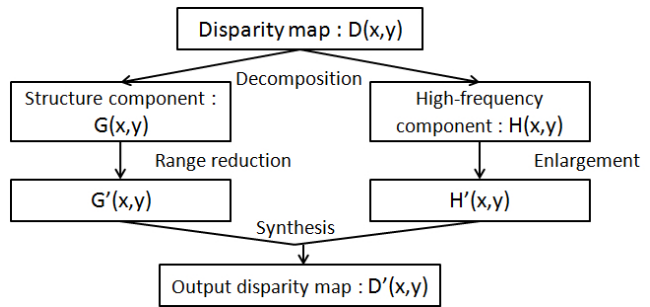 Disparity map : D(x,y)
Decomposition
Structure component :
G(x,y)
High-frequency
component : H(x,y)
Range reduction
Enlargement
G’(x,y)
H’(x,y)
Synthesis
Output disparity map : D’(x,y)